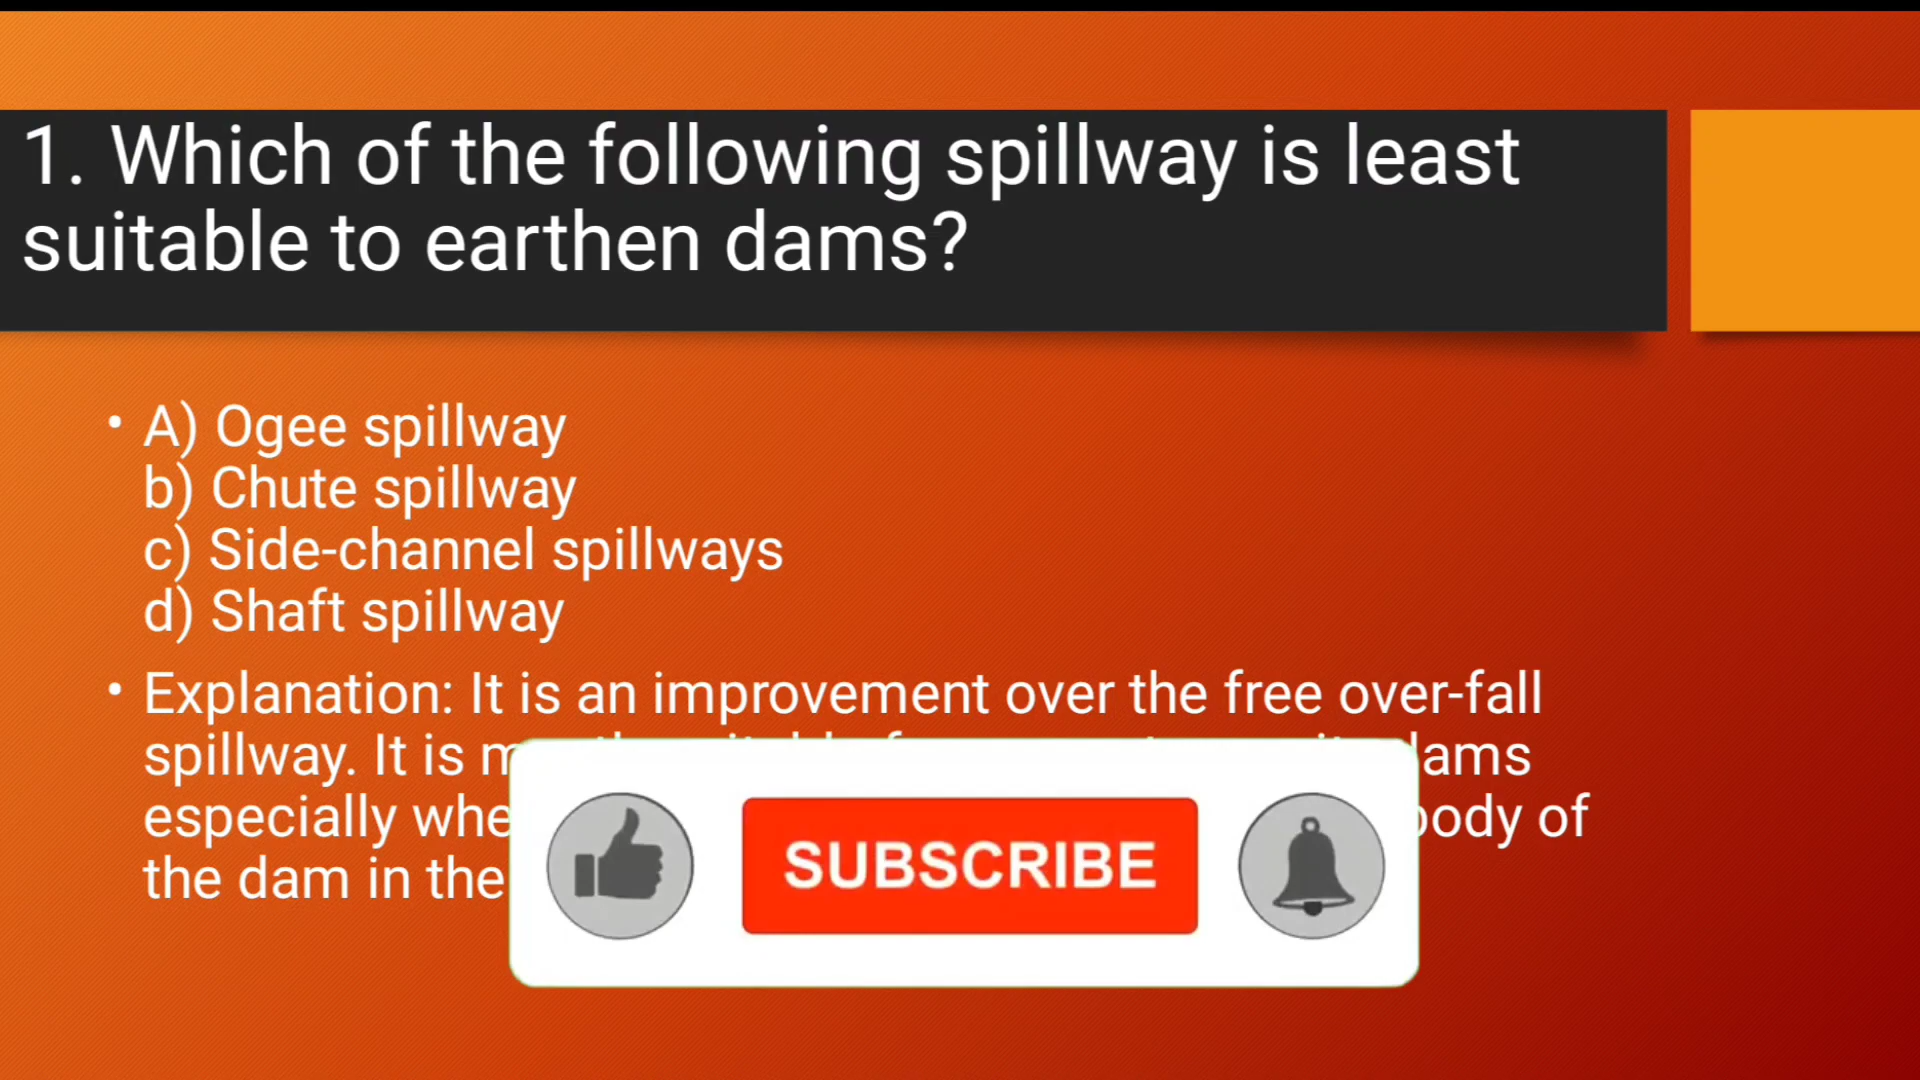 1. Which of the following spillway is least
suitable to earthen dams?
• A) Ogee spillway
b) Chute spillway
c) Side-channel spillways
d) Shaft spillway
• Explanation: It is an improvement over the free over-fall
spillway. It is dams
especially body of
the dam in the
SUBSCRIBE